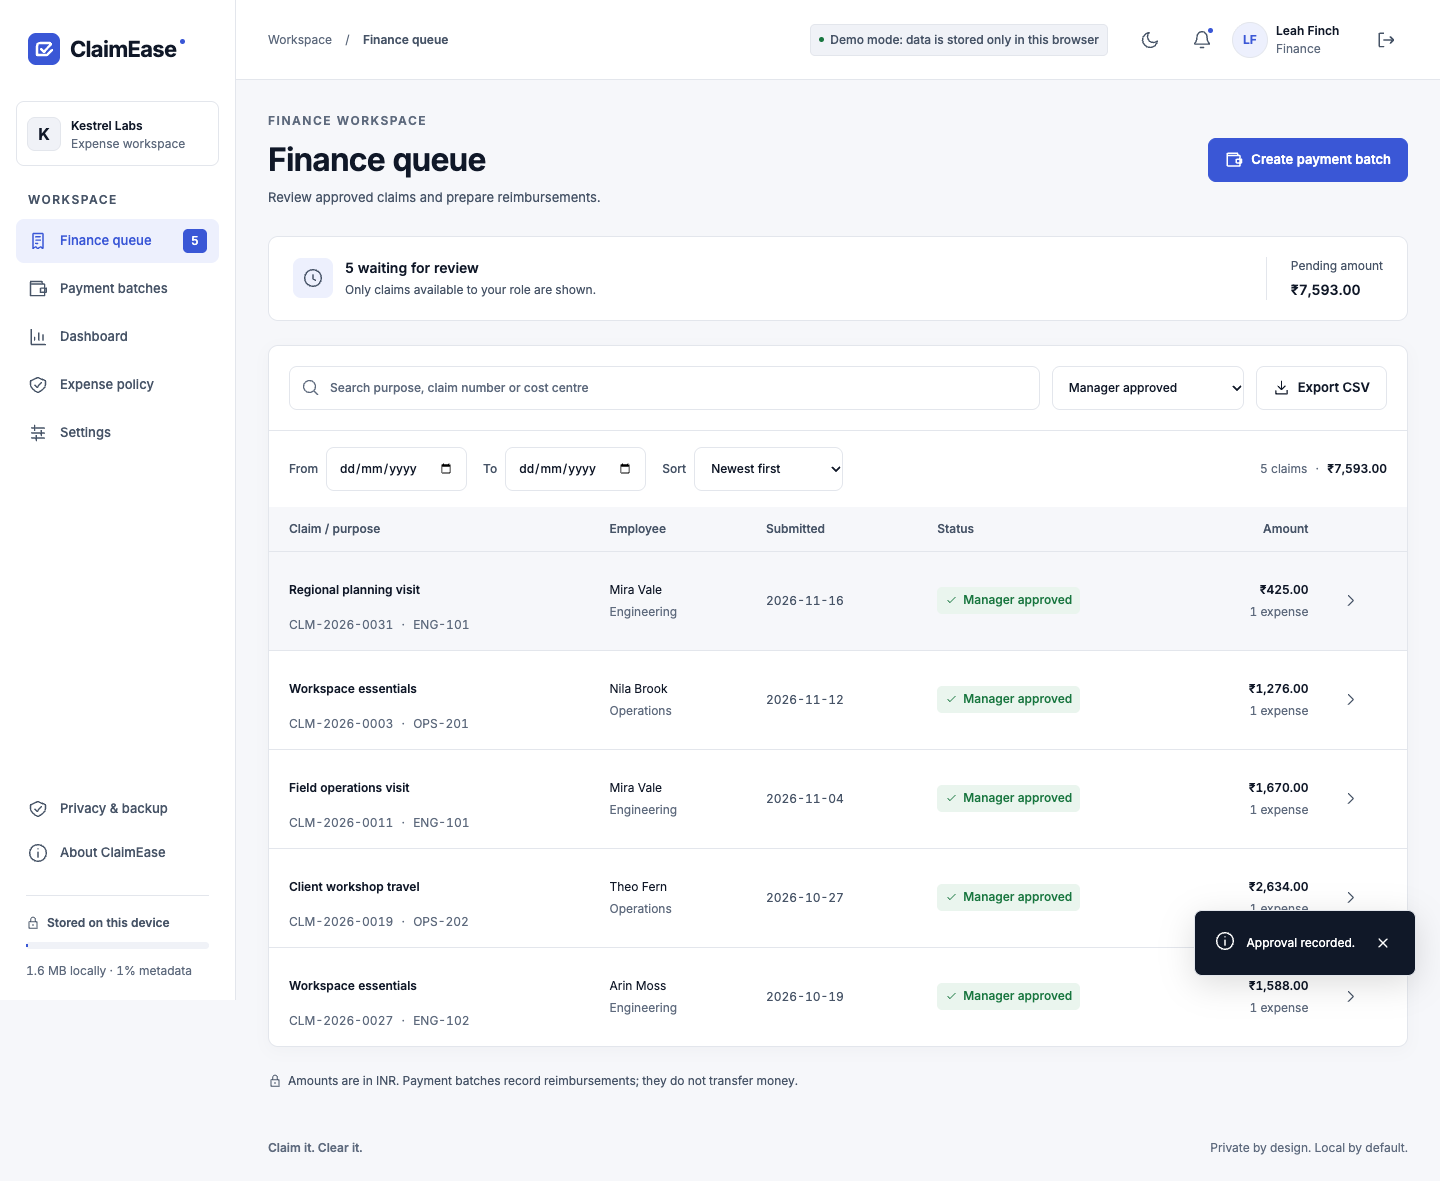 ClaimEase
K
Kestrel Labs
Expense workspace
WORKSPACE
Finance queue 5
Payment batches
Dashboard
Expense policy
Settings
Privacy & backup
About ClaimEase
Stored on this device
1.6 MB locally · 1% metadata
Workspace / Finance queue
Demo mode: data is stored only in this browser
LF
Leah Finch
Finance
FINANCE WORKSPACE
Finance queue
Review approved claims and prepare reimbursements.
Create payment batch
5 waiting for review
Only claims available to your role are shown.
Pending amount
₹7,593.00
Search purpose, claim number or cost centre
Manager approved
Export CSV
From dd/mm/yyyy To dd/mm/yyyy Sort Newest first
5 claims · ₹7,593.00
Claim / purpose Employee Submitted Status Amount
Regional planning visit
CLM-2026-0031 · ENG-101
Mira Vale
Engineering
2026-11-16
Manager approved
₹425.00
1 expense
Workspace essentials
CLM-2026-0003 · OPS-201
Nila Brook
Operations
2026-11-12
Manager approved
₹1,276.00
1 expense
Field operations visit
CLM-2026-0011 · ENG-101
Mira Vale
Engineering
2026-11-04
Manager approved
₹1,670.00
1 expense
Client workshop travel
CLM-2026-0019 · OPS-202
Theo Fern
Operations
2026-10-27
Manager approved
₹2,634.00
1 expense
Approval recorded.
Workspace essentials
CLM-2026-0027 · ENG-102
Arin Moss
Engineering
2026-10-19
Manager approved
₹1,588.00
1 expense
Amounts are in INR. Payment batches record reimbursements; they do not transfer money.
Claim it. Clear it.
Private by design. Local by default.